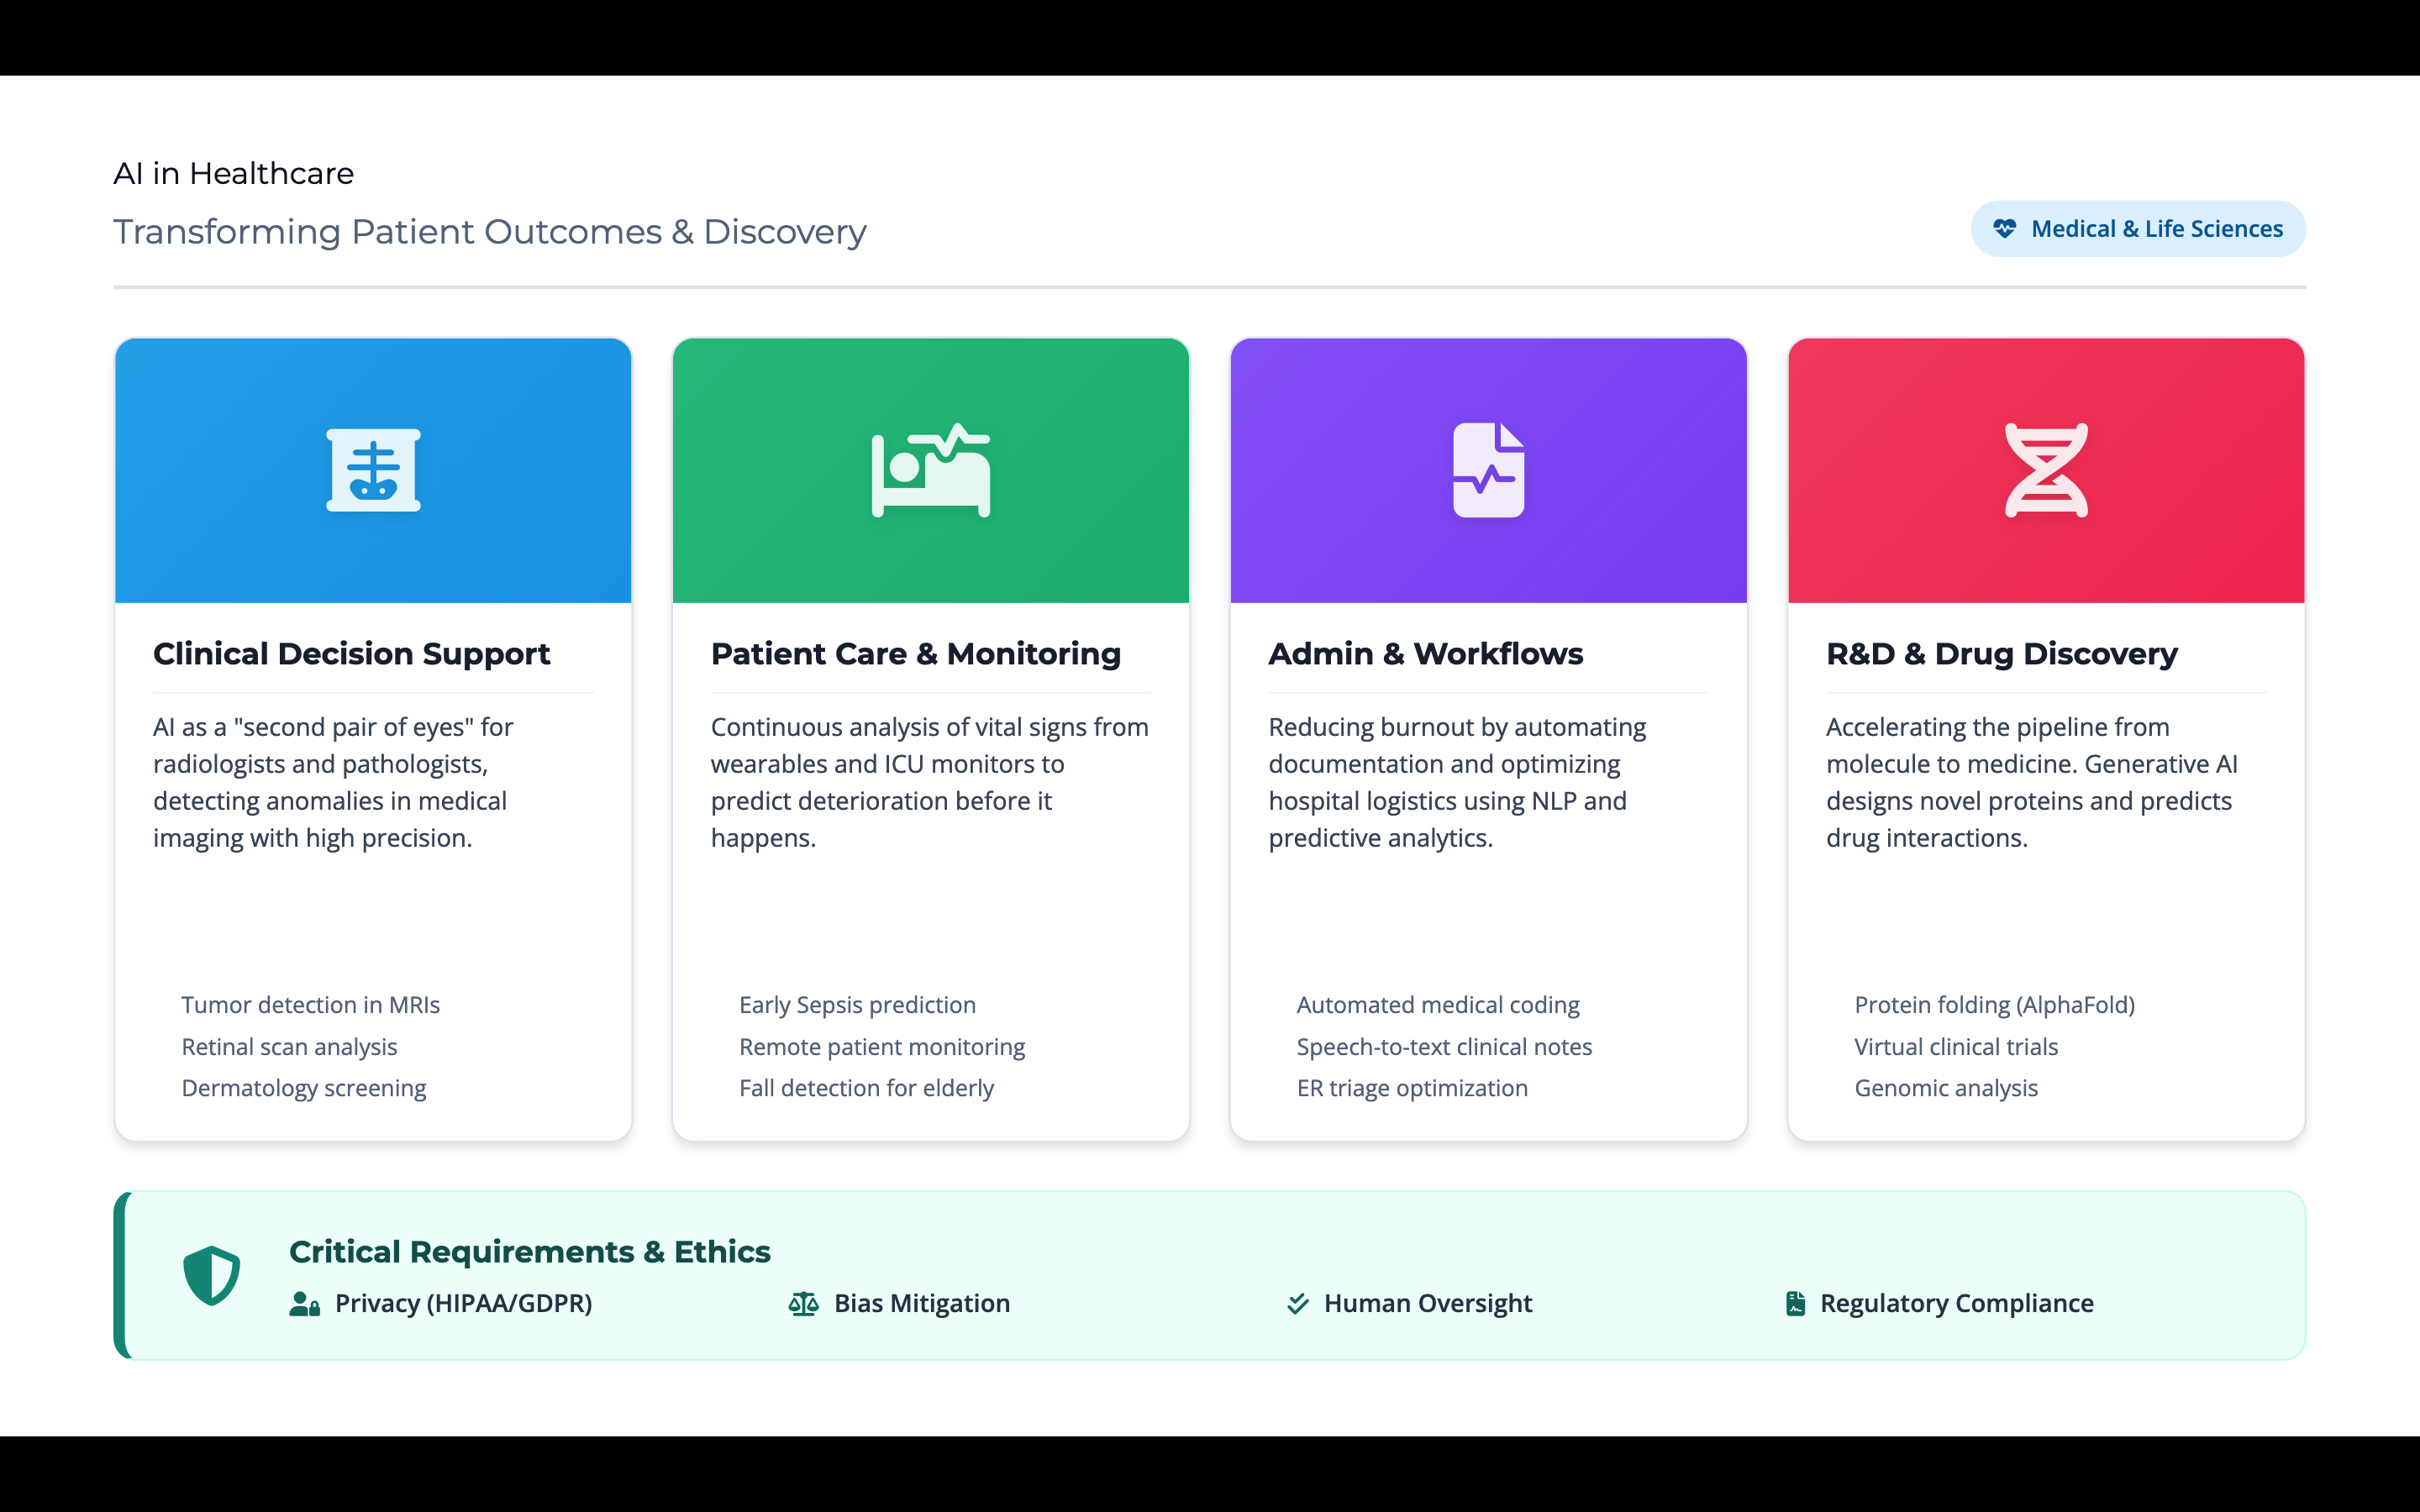 AI in Healthcare
Transforming Patient Outcomes & Discovery
Medical & Life Sciences
Clinical Decision Support
AI as a "second pair of eyes" for
radiologists and pathologists,
detecting anomalies in medical
imaging with high precision.
Tumor detection in MRIs
Retinal scan analysis
Dermatology screening
Patient Care & Monitoring
Continuous analysis of vital signs from
wearables and ICU monitors to
predict deterioration before it
happens.
Early Sepsis prediction
Remote patient monitoring
Fall detection for elderly
Admin & Workflows
Reducing burnout by automating
documentation and optimizing
hospital logistics using NLP and
predictive analytics.
Automated medical coding
Speech-to-text clinical notes
ER triage optimization
R&D & Drug Discovery
Accelerating the pipeline from
molecule to medicine. Generative AI
designs novel proteins and predicts
drug interactions.
Protein folding (AlphaFold)
Virtual clinical trials
Genomic analysis
Critical Requirements & Ethics
Privacy (HIPAA/GDPR)
Bias Mitigation
Human Oversight
Regulatory Compliance